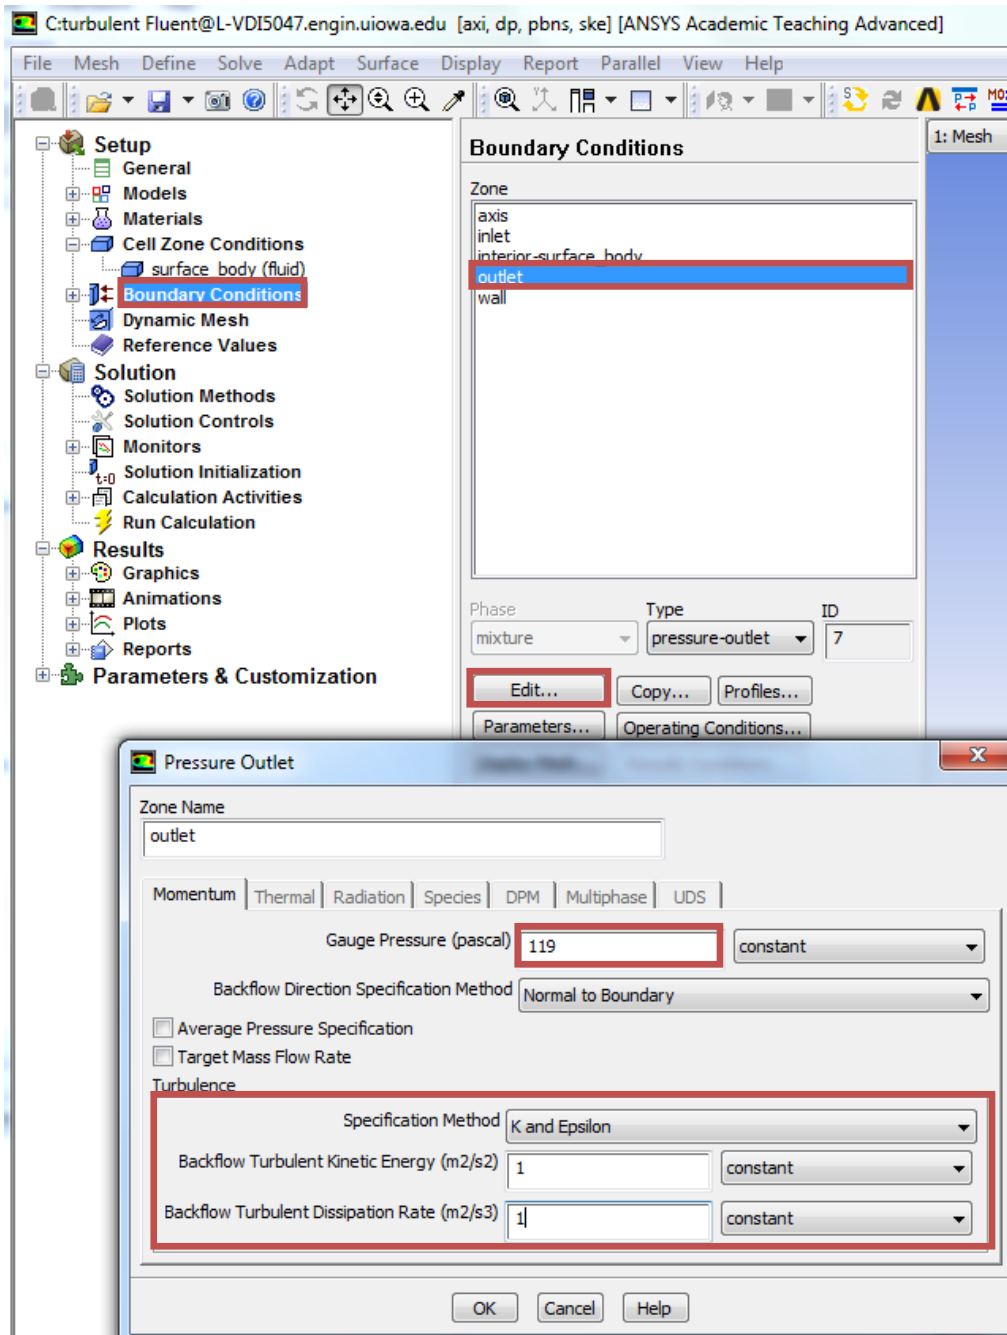 C:turbulent Fluent@L-VDI5047.engin.uiowa.edu [axi, dp, pbns, ske] [ANSYS Academic Teaching Advanced]
File Mesh Define Solve Adapt Surface Display Report Parallel View Help
Setup
General
Models
Materials
Cell Zone Conditions
surface_body (fluid)
Boundary Conditions
Dynamic Mesh
Reference Values
Solution
Solution Methods
Solution Controls
Monitors
t=0 Solution Initialization
Calculation Activities
Run Calculation
Results
Graphics
Animations
Plots
Reports
Parameters & Customization
Boundary Conditions
Zone
axis
inlet
interior-surface_body
outlet
wall
Phase Type ID
mixture pressure-outlet 7
Edit... Copy... Profiles...
Parameters... Operating Conditions...
1: Mesh
Pressure Outlet
Zone Name
outlet
Momentum Thermal Radiation Species DPM Multiphase UDS
Gauge Pressure (pascal) 119 constant
Backflow Direction Specification Method Normal to Boundary
Average Pressure Specification
Target Mass Flow Rate
Turbulence
Specification Method K and Epsilon
Backflow Turbulent Kinetic Energy (m2/s2) 1 constant
Backflow Turbulent Dissipation Rate (m2/s3) 1 constant
OK Cancel Help